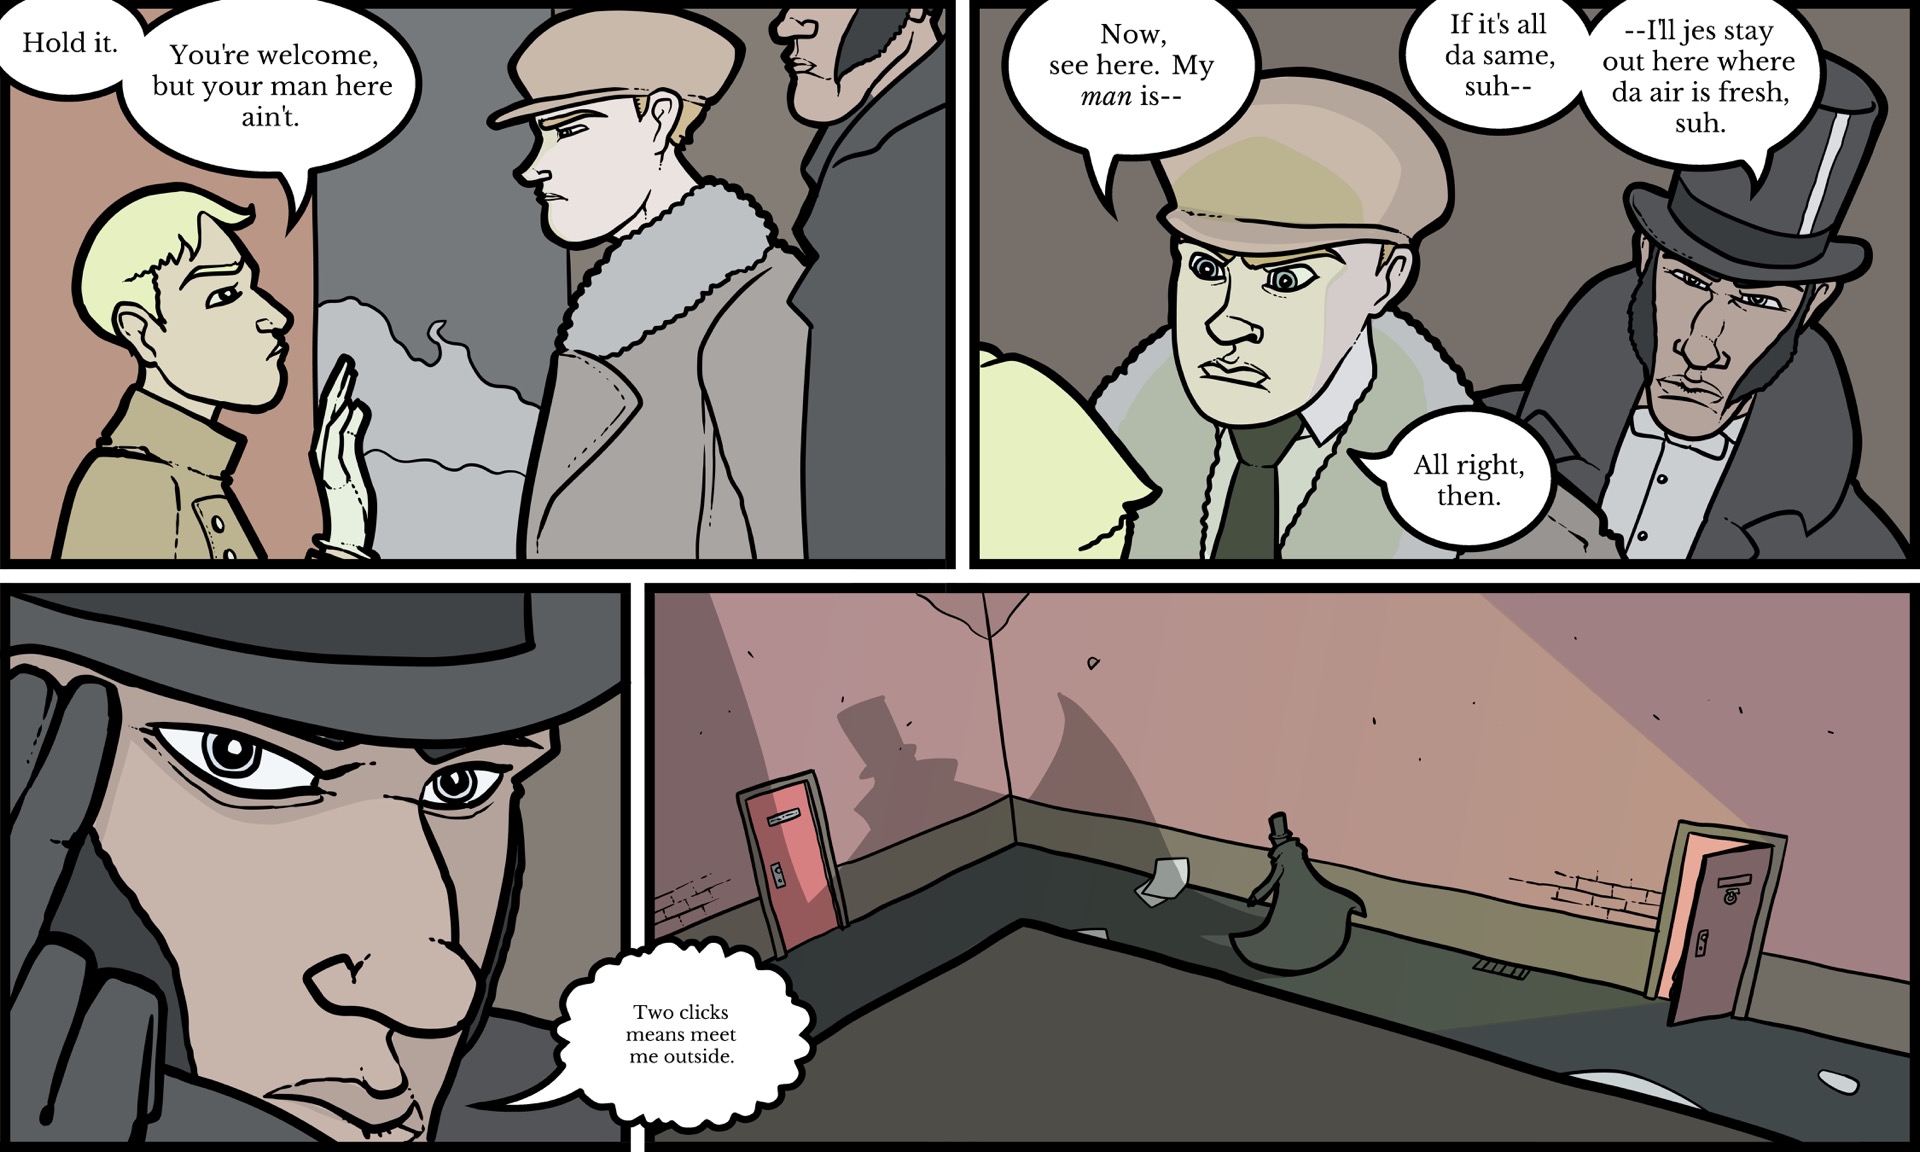 Hold it.
You're welcome,
but your man here
ain't.
Now,
see here. My
man is--
If it's all
da same,
suh--
--I'll jes stay
out here where
da air is fresh,
suh.
All right,
then.
Two clicks
means meet
me outside.